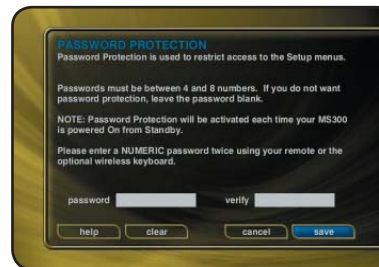 PASSWORD PROTECTION
Password Protection is used to restrict access to the Setup menus.
Passwords must be between 4 and 8 numbers. If you do not want
password protection, leave the password blank.
NOTE: Password Protection will be activated each time your MS300
is powered On from Standby.
Please enter a NUMERIC password twice using your remote or the
optional wireless keyboard.
password verify
help clear cancel save